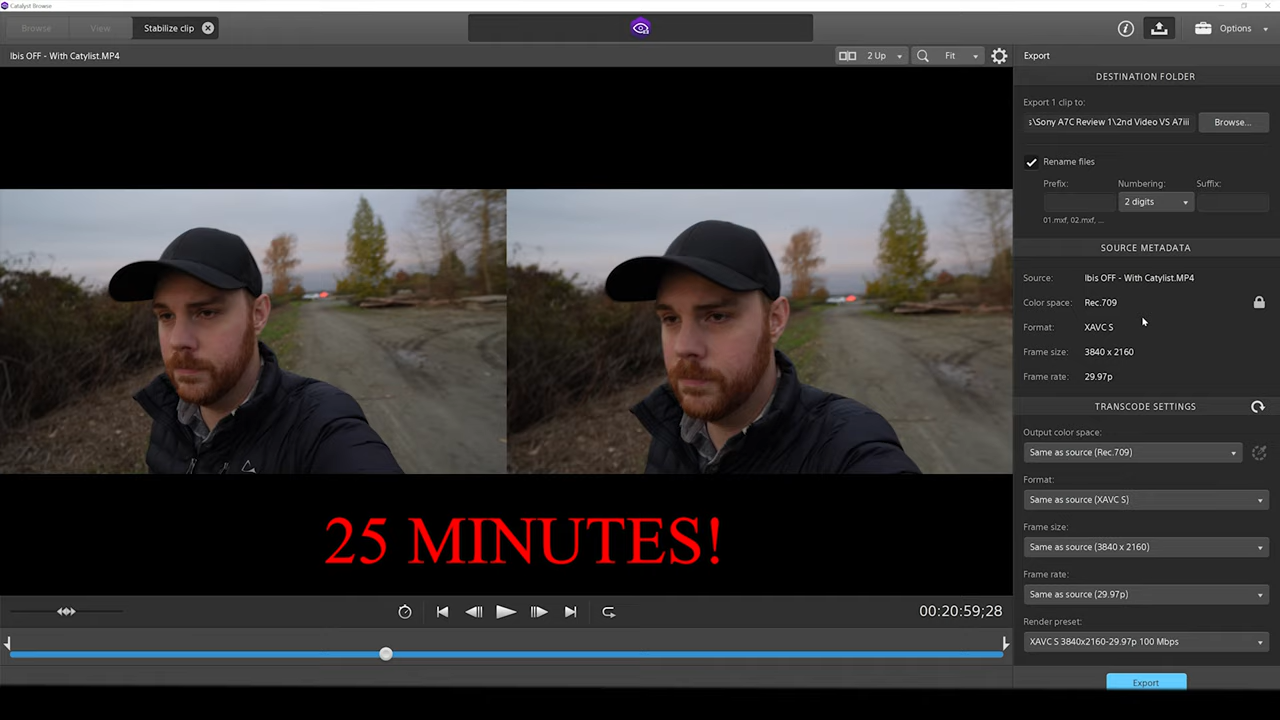 Catalyst Browse
Browse
View
Stabilize clip
Options
Ibis OFF - With Catylist.MP4
2 Up
Fit
Export
DESTINATION FOLDER
Export 1 clip to:
s\Sony A7C Review 1\2nd Video VS A7iii
Browse...
Rename files
Prefix: Numbering: Suffix:
2 digits
01.mxf, 02.mxf, ...
SOURCE METADATA
Source: Ibis OFF - With Catylist.MP4
Color space: Rec.709
Format: XAVC S
Frame size: 3840 x 2160
Frame rate: 29.97p
TRANSCODE SETTINGS
Output color space:
Same as source (Rec.709)
Format:
Same as source (XAVC S)
Frame size:
Same as source (3840 x 2160)
Frame rate:
Same as source (29.97p)
Render preset:
XAVC S 3840x2160-29.97p 100 Mbps
Export
25 MINUTES!
00:20:59;28